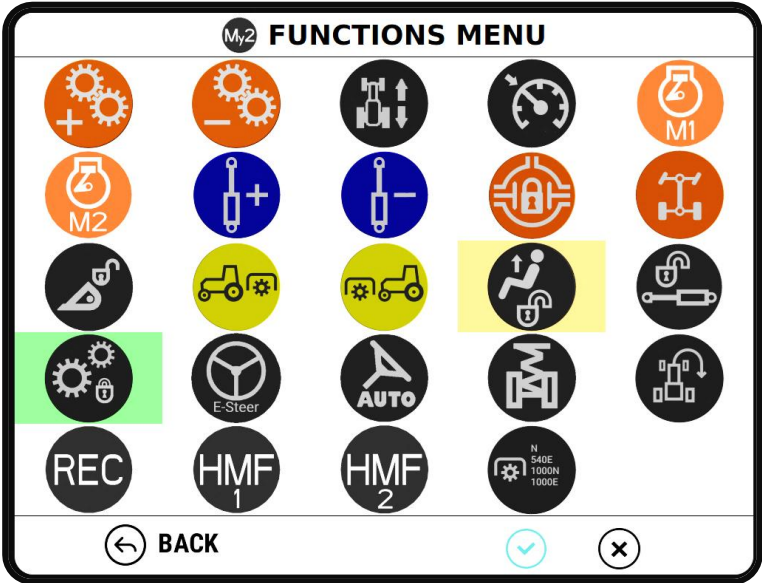 My2 FUNCTIONS MENU
+
−
M1
M2
+
−
E-Steer
AUTO
REC
HMF
1
HMF
2
N
540E
1000N
1000E
BACK